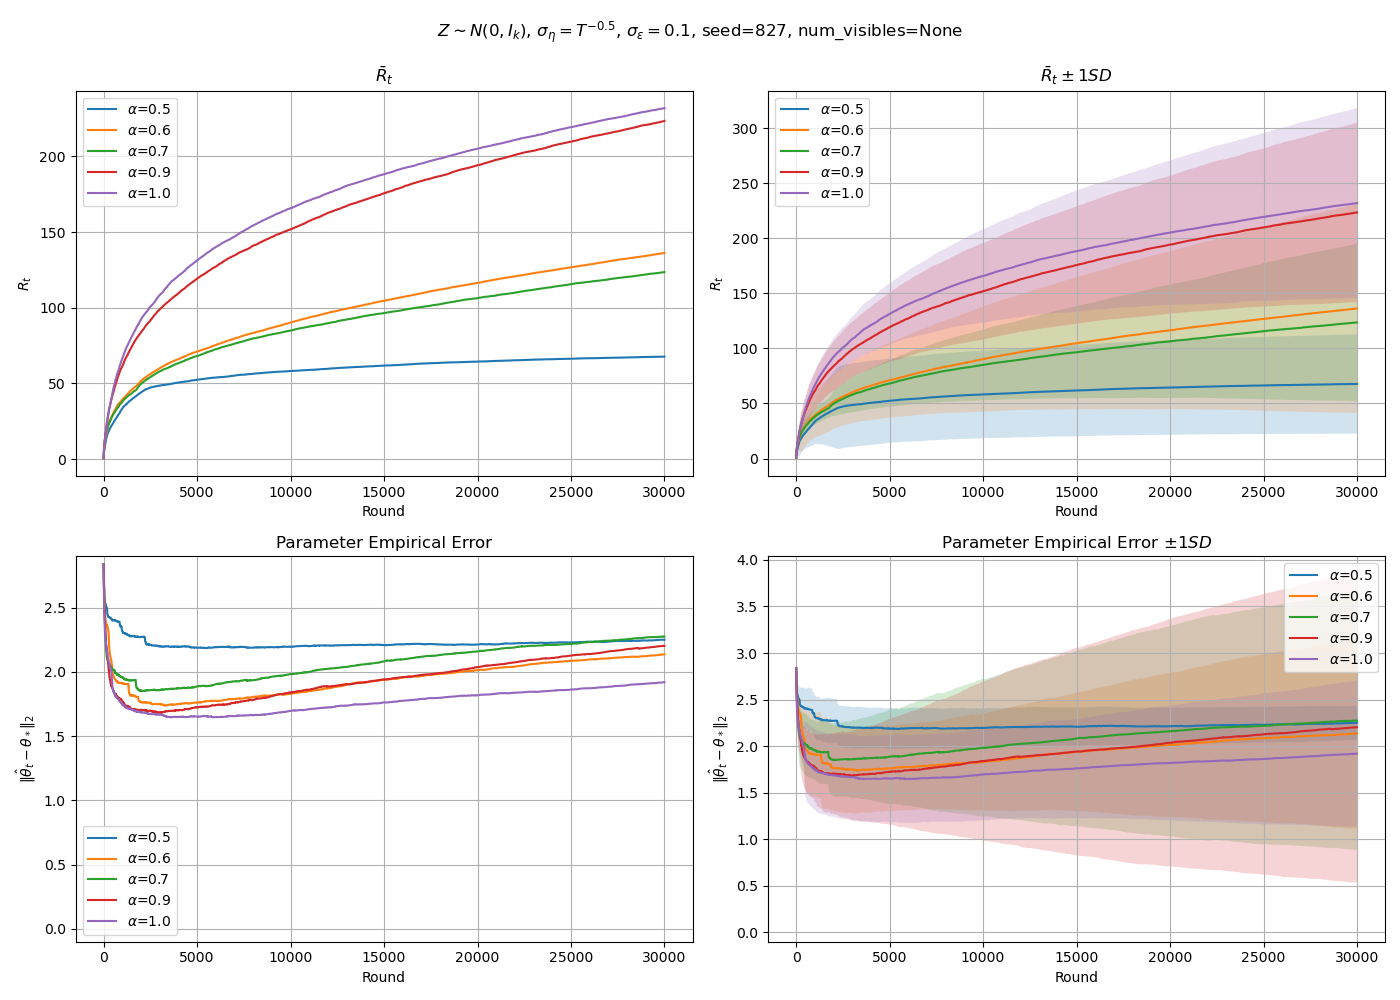 Z ∼ N(0, I_k), σ_η = T^{−0.5}, σ_ε = 0.1, seed=827, num_visibles=None
R̄_t
R_t
200
150
100
50
0
α=0.5
α=0.6
α=0.7
α=0.9
α=1.0
0 5000 10000 15000 20000 25000 30000
Round
R̄_t ± 1SD
R_t
300
250
200
150
100
50
0
α=0.5
α=0.6
α=0.7
α=0.9
α=1.0
0 5000 10000 15000 20000 25000 30000
Round
Parameter Empirical Error
‖θ̂_t − θ_*‖_2
2.5
2.0
1.5
1.0
0.5
0.0
α=0.5
α=0.6
α=0.7
α=0.9
α=1.0
0 5000 10000 15000 20000 25000 30000
Round
Parameter Empirical Error ±1SD
‖θ̂_t − θ_*‖_2
4.0
3.5
3.0
2.5
2.0
1.5
1.0
0.5
0.0
α=0.5
α=0.6
α=0.7
α=0.9
α=1.0
0 5000 10000 15000 20000 25000 30000
Round